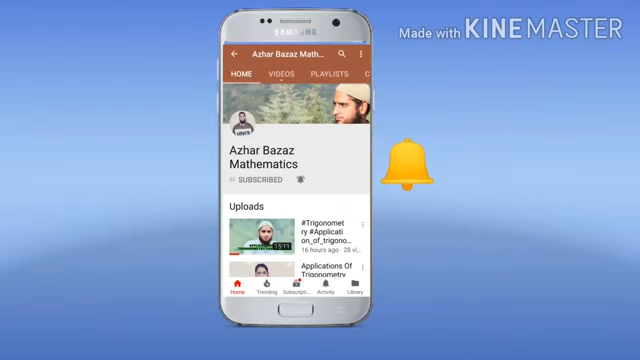 Made with KINEMASTER
SAMSUNG
Azhar Bazaz Math...
HOME VIDEOS PLAYLISTS C
Azhar Bazaz
Mathematics
SUBSCRIBED
Uploads
#Trigonomet
ry #Applicati
on_of_trigono...
15:11
16 hours ago · 28 vi...
Applications Of
Trigonometry
Home Trending Subscripti... Activity Library